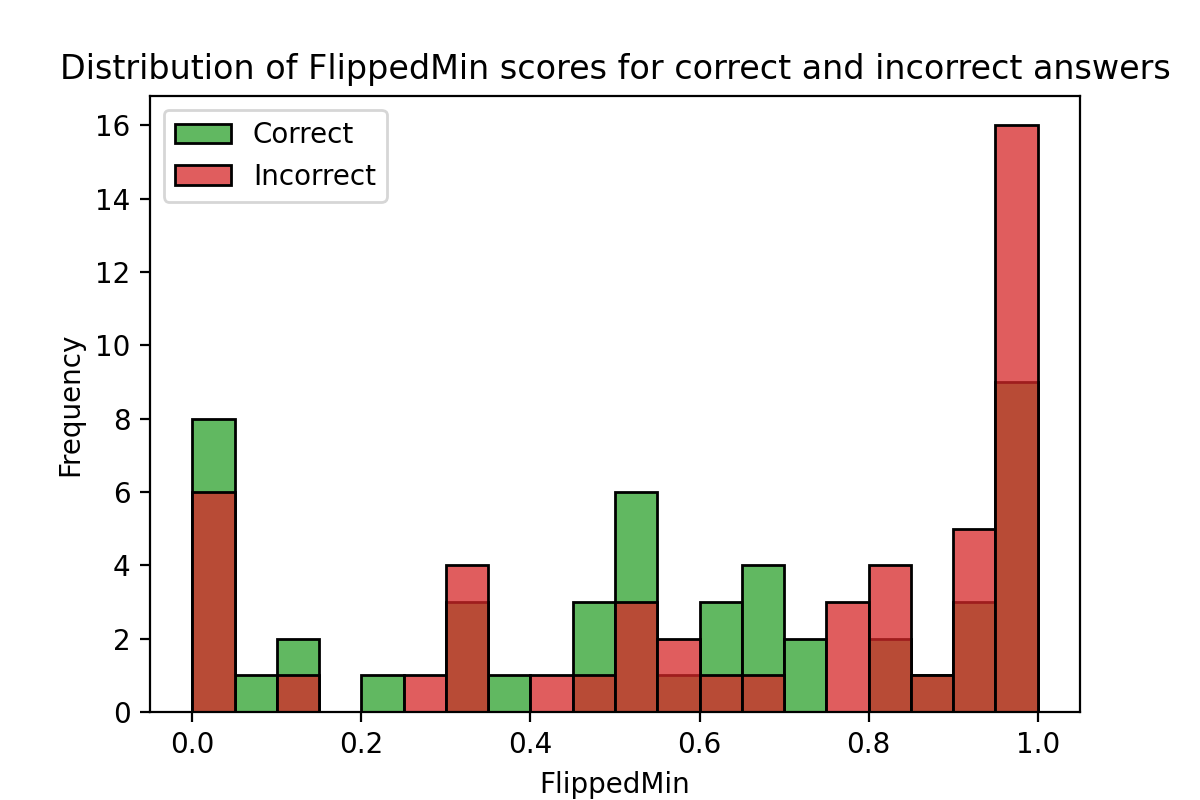 Distribution of FlippedMin scores for correct and incorrect answers
Correct
Incorrect
16
14
12
10
8
6
4
2
0
Frequency
0.0 0.2 0.4 0.6 0.8 1.0
FlippedMin